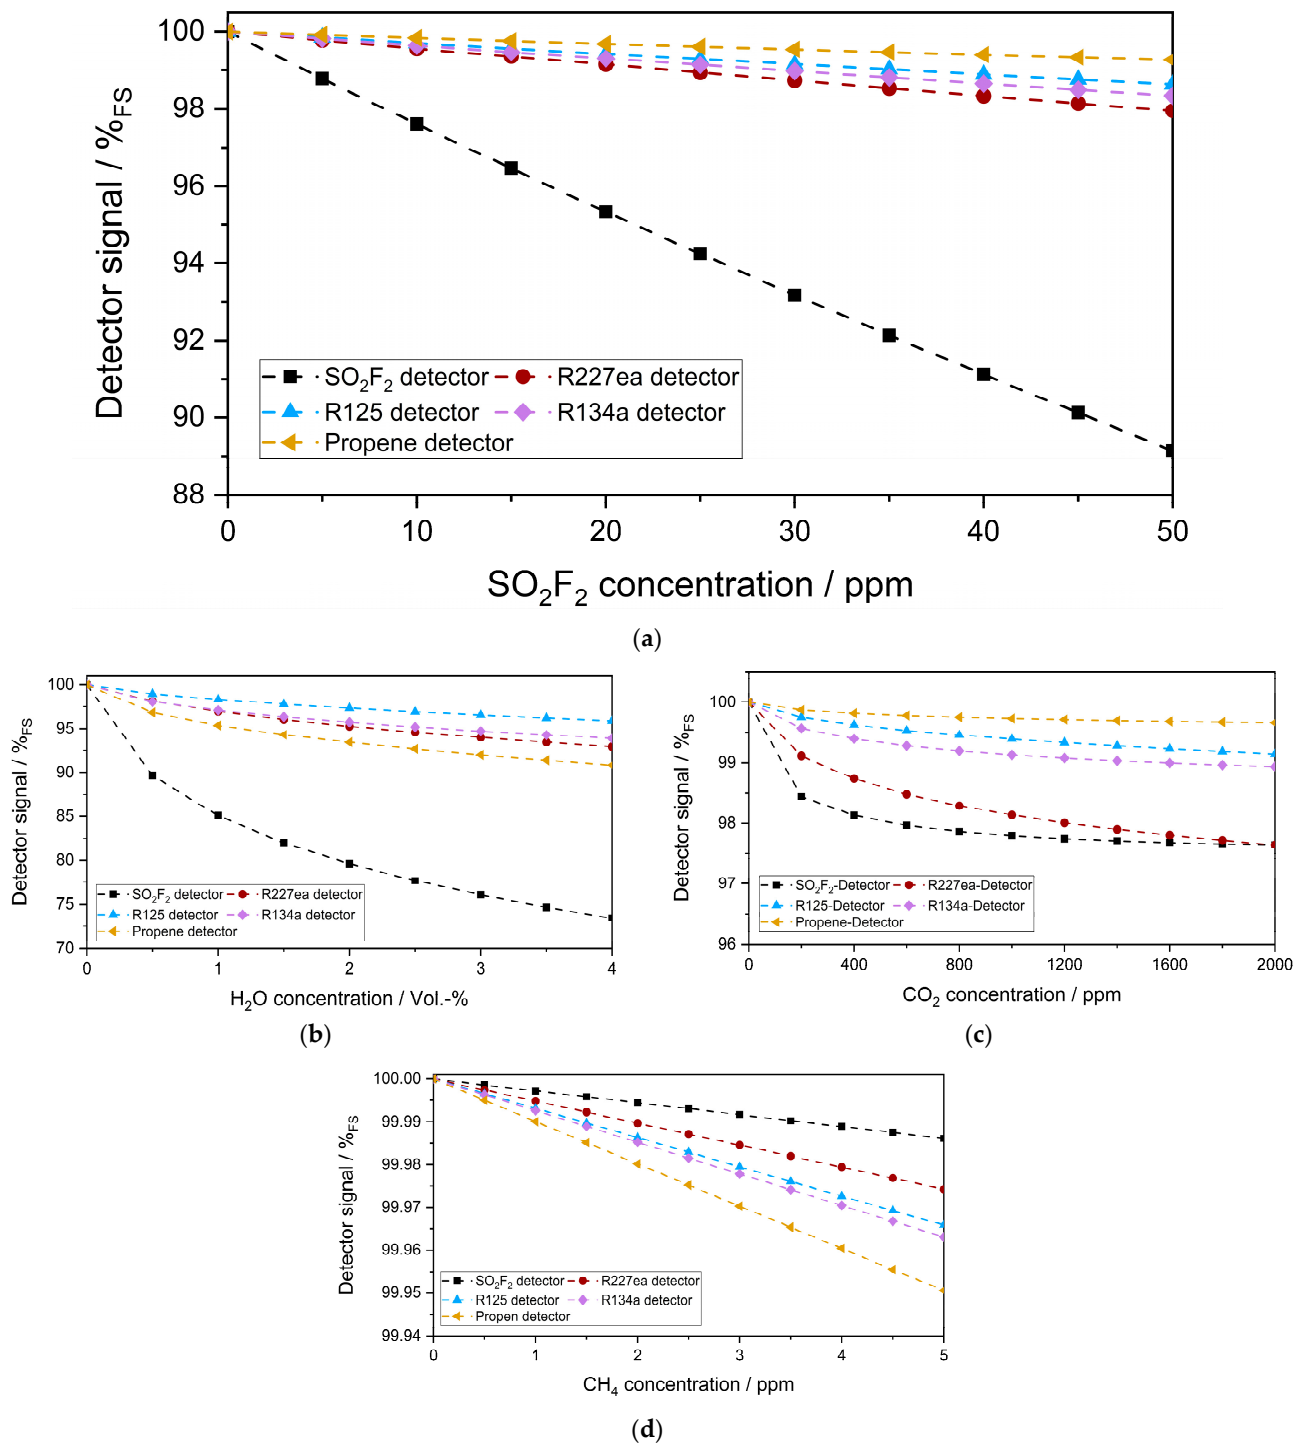 100
98
96
94
92
90
88
Detector signal / %FS
SO2F2 detector
R227ea detector
R125 detector
R134a detector
Propene detector
0
10
20
30
40
50
SO2F2 concentration / ppm
(a)
100
95
90
85
80
75
70
Detector signal / %FS
SO2F2 detector
R227ea detector
R125 detector
R134a detector
Propene detector
0
1
2
3
4
H2O concentration / Vol.-%
(b)
100
99
98
97
96
Detector signal / %FS
SO2F2-Detector
R227ea-Detector
R125-Detector
R134a-Detector
Propene-Detector
0
400
800
1200
1600
2000
CO2 concentration / ppm
(c)
100.00
99.99
99.98
99.97
99.96
99.95
99.94
Detector signal / %FS
SO2F2 detector
R227ea detector
R125 detector
R134a detector
Propen detector
0
1
2
3
4
5
CH4 concentration / ppm
(d)